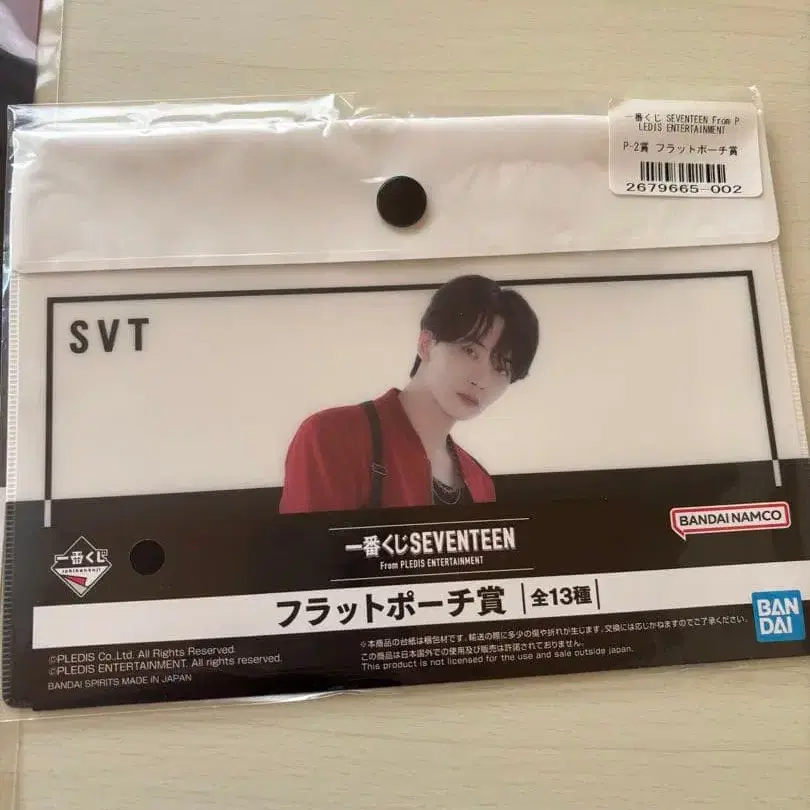 一番くじ SEVENTEEN From P
LEDIS ENTERTAINMENT
P-2賞 フラットポーチ賞
2679665-002
SVT
一番くじ
ichibankuji
一番くじSEVENTEEN
From PLEDIS ENTERTAINMENT
BANDAI NAMCO
フラットポーチ賞 全13種
BAN
DAI
©PLEDIS Co.,Ltd. All Rights Reserved.
©PLEDIS ENTERTAINMENT. All rights reserved.
BANDAI SPIRITS MADE IN JAPAN
※本商品の台紙は梱包材です。輸送の際に多少の傷や折れが生じます。交換には応じかねますのでご了承ください。
この商品は日本国外での使用及び販売は許諾されておりません。
This product is not licensed for the use and sale outside japan.